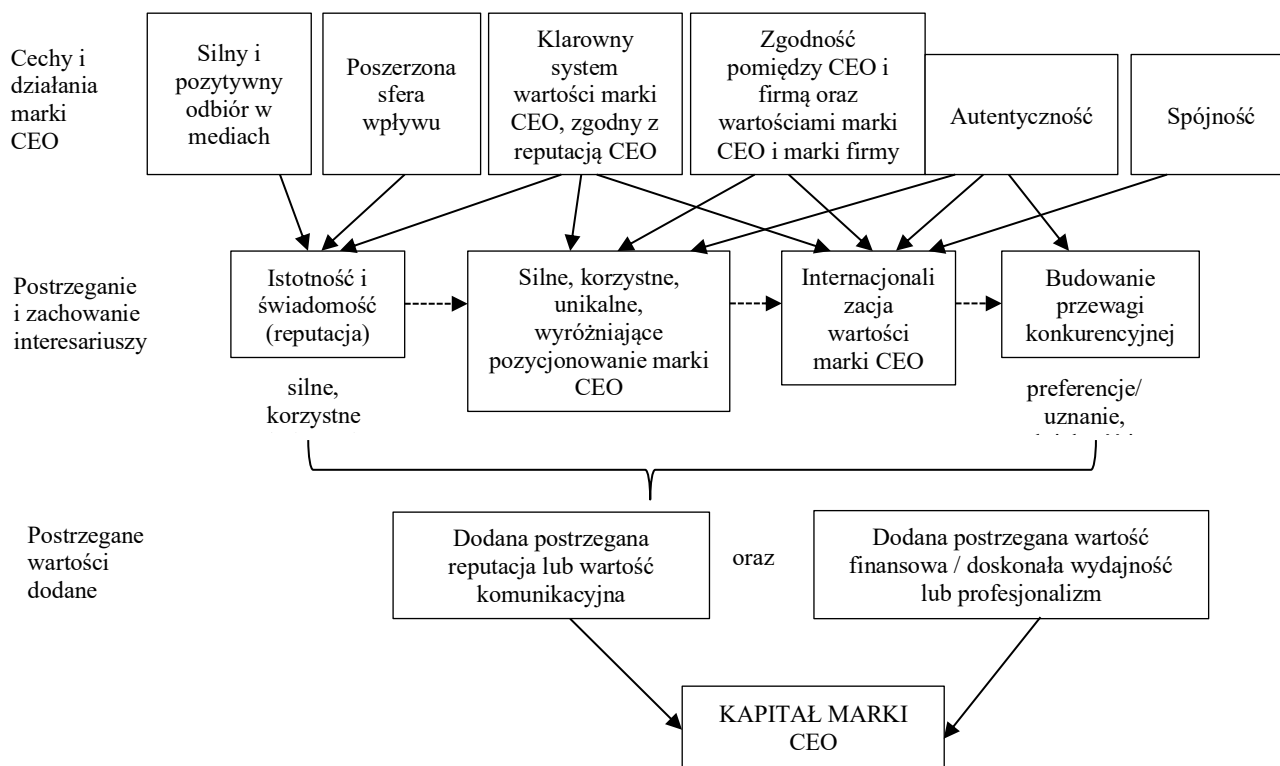 Cechy i
działania
marki
CEO
Silny i
pozytywny
odbiór w
mediach
Poszerzona
sfera
wpływu
Klarowny
system
wartości marki
CEO, zgodny z
reputacją CEO
Zgodność
pomiędzy CEO i
firmą oraz
wartościami marki
CEO i marki firmy
Autentyczność
Spójność
Postrzeganie
i zachowanie
interesariuszy
Istotność i
świadomość
(reputacja)
Silne, korzystne,
unikalne,
wyróżniające
pozycjonowanie marki
CEO
Internacjonali
zacja
wartości
marki CEO
Budowanie
przewagi
konkurencyjnej
silne,
korzystne
preferencje/
uznanie,
Postrzegane
wartości
dodane
Dodana postrzegana
reputacja lub wartość
komunikacyjna
oraz
Dodana postrzegana wartość
finansowa / doskonała wydajność
lub profesjonalizm
KAPITAŁ MARKI
CEO